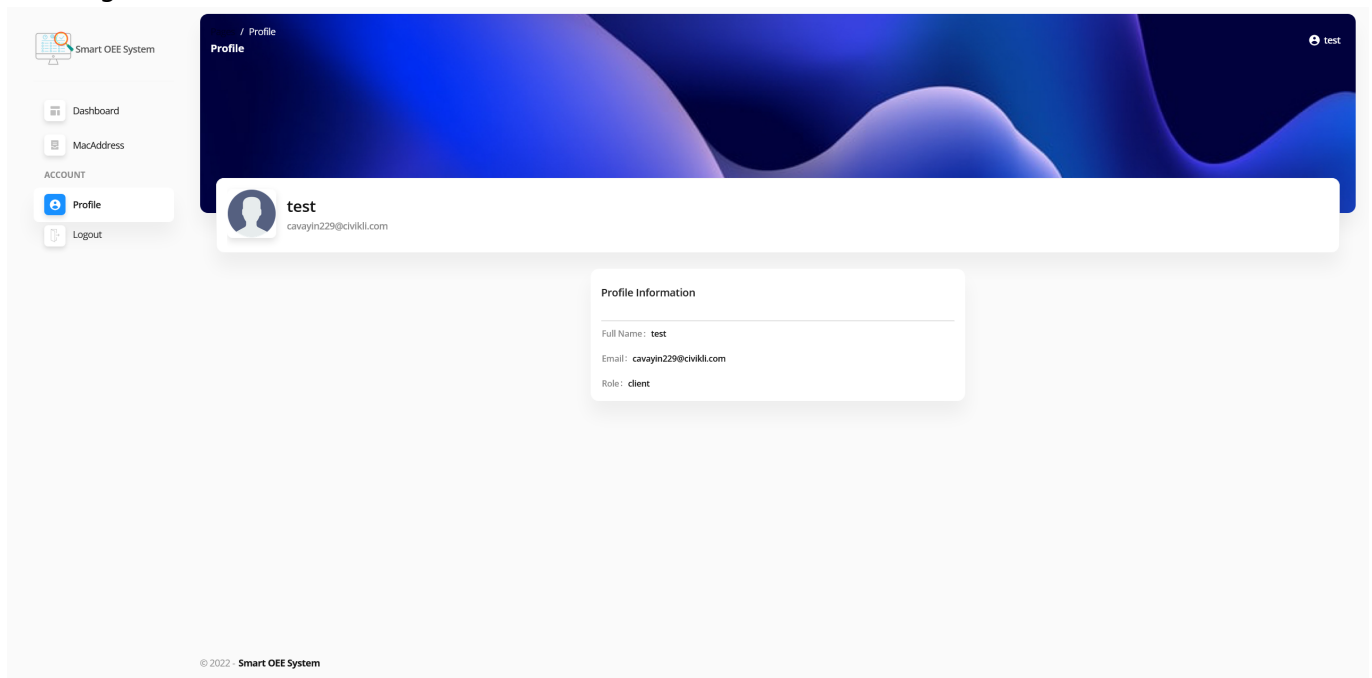 Smart OEE System
Dashboard
MacAddress
ACCOUNT
Profile
Logout
/ Profile
Profile
test
test
cavayin229@civikli.com
Profile Information
Full Name: test
Email: cavayin229@civikli.com
Role: client
© 2022 - Smart OEE System